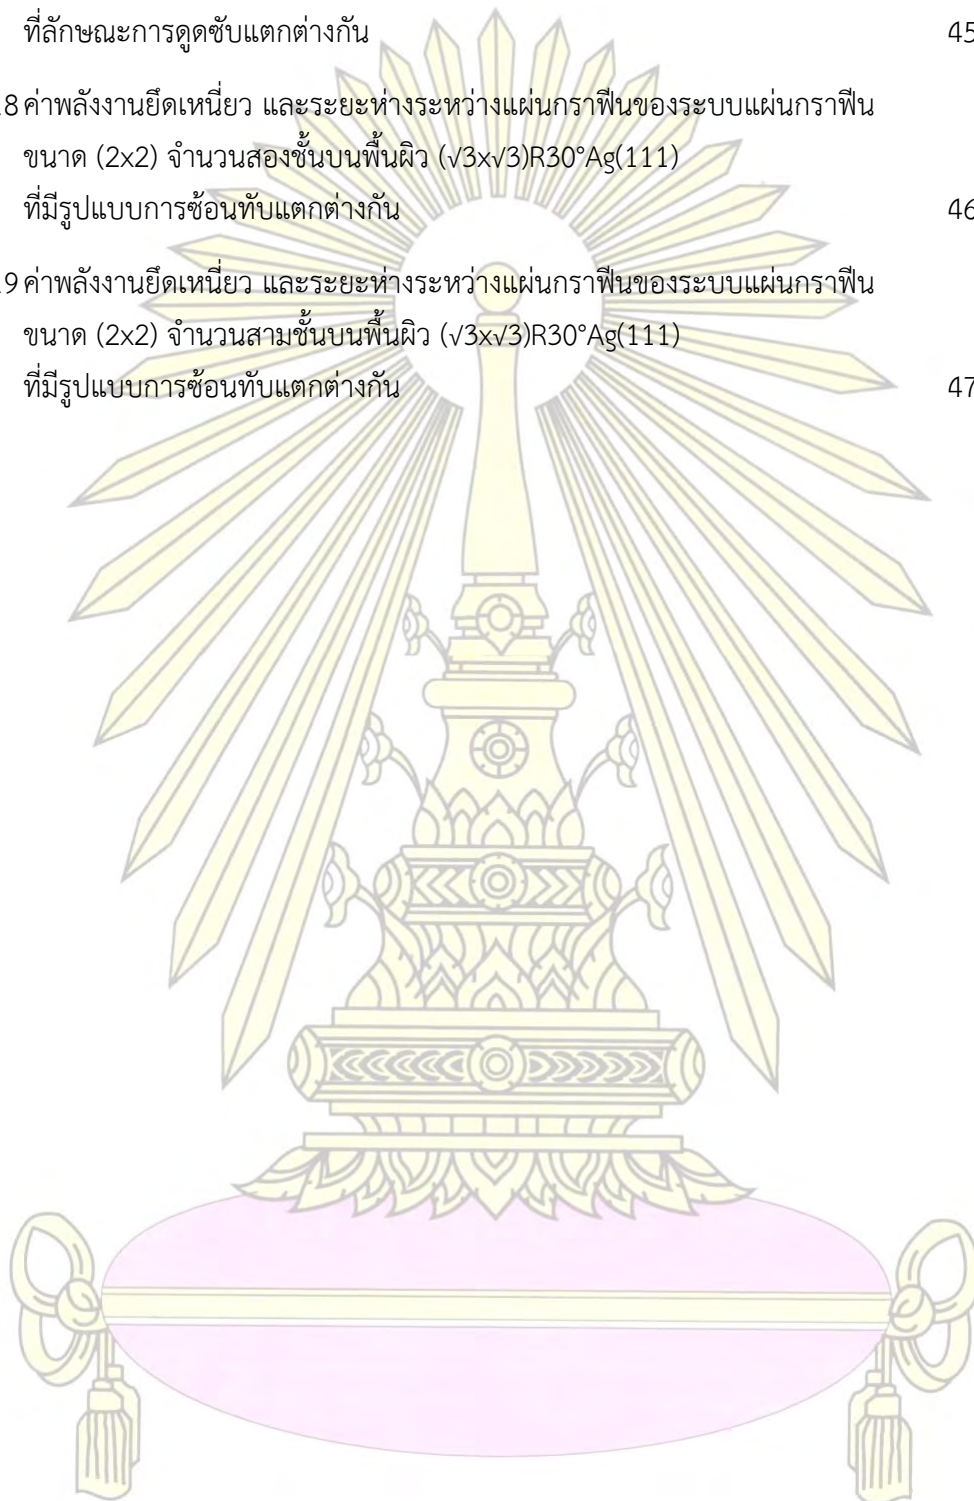 ที่ลักษณะการดูดซับแตกต่างกัน 45
.8 ค่าพลังงานยึดเหนี่ยว และระยะห่างระหว่างแผ่นกราฟีนของระบบแผ่นกราฟีน
ขนาด (2x2) จำนวนสองชั้นบนพื้นผิว (√3x√3)R30°Ag(111)
ที่มีรูปแบบการซ้อนทับแตกต่างกัน 46
.9 ค่าพลังงานยึดเหนี่ยว และระยะห่างระหว่างแผ่นกราฟีนของระบบแผ่นกราฟีน
ขนาด (2x2) จำนวนสามชั้นบนพื้นผิว (√3x√3)R30°Ag(111)
ที่มีรูปแบบการซ้อนทับแตกต่างกัน 47